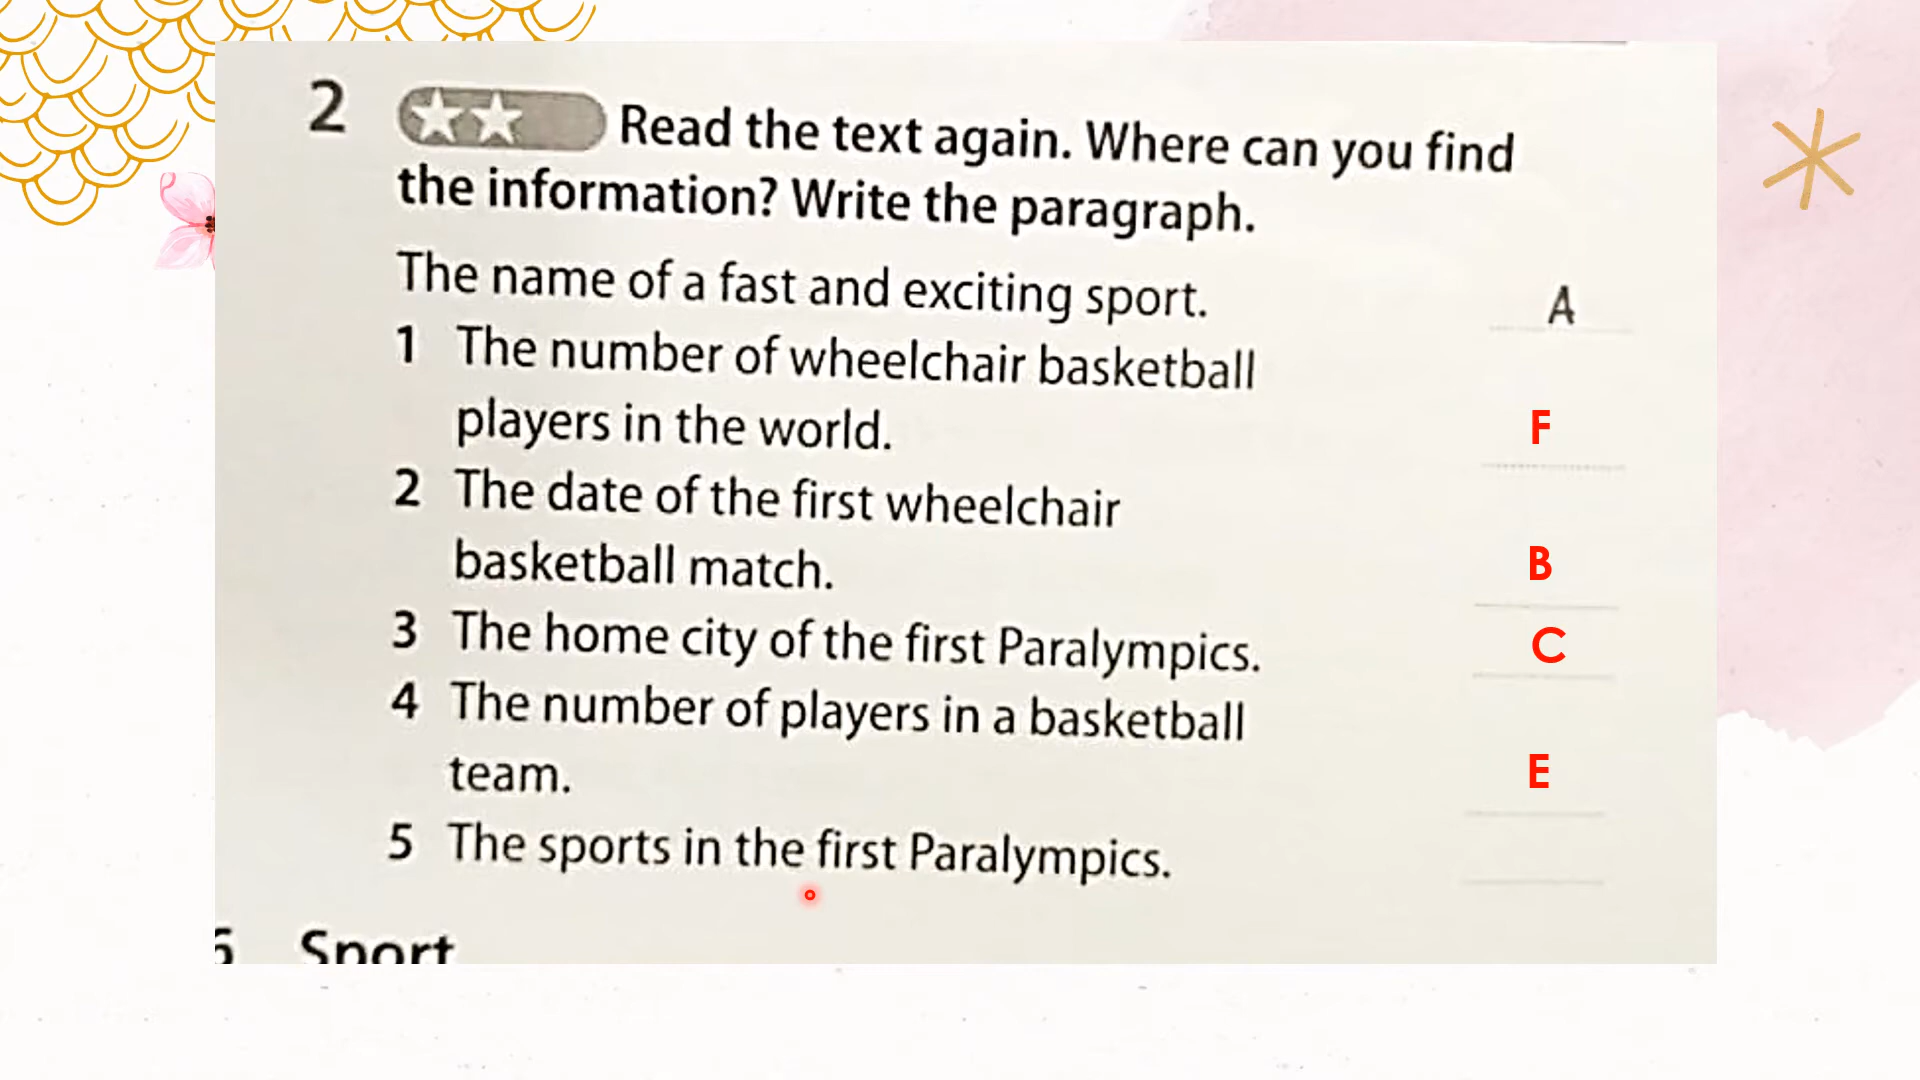 2 Read the text again. Where can you find
the information? Write the paragraph.
The name of a fast and exciting sport. A
1 The number of wheelchair basketball
players in the world. F
2 The date of the first wheelchair
basketball match. B
3 The home city of the first Paralympics. C
4 The number of players in a basketball
team. E
5 The sports in the first Paralympics.
6 Sport